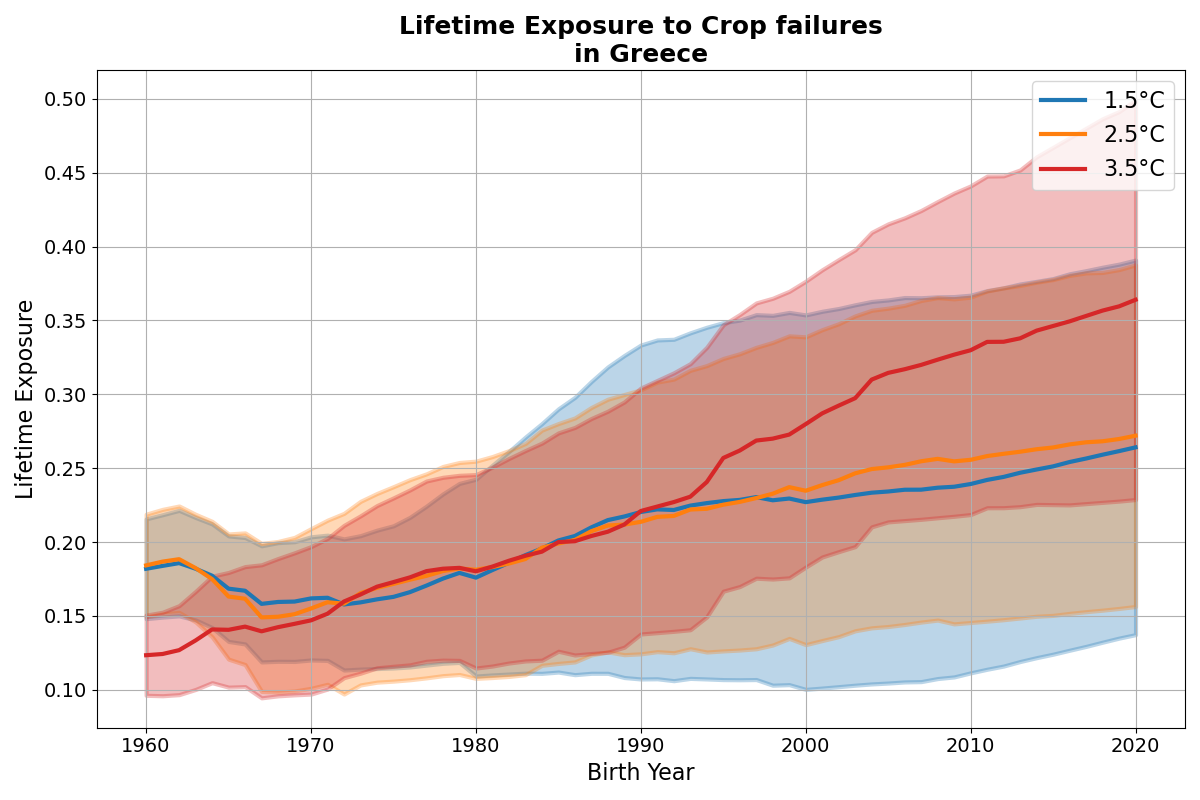 Lifetime Exposure to Crop failures
in Greece
1.5°C
2.5°C
3.5°C
Lifetime Exposure
0.50
0.45
0.40
0.35
0.30
0.25
0.20
0.15
0.10
1960
1970
1980
1990
2000
2010
2020
Birth Year